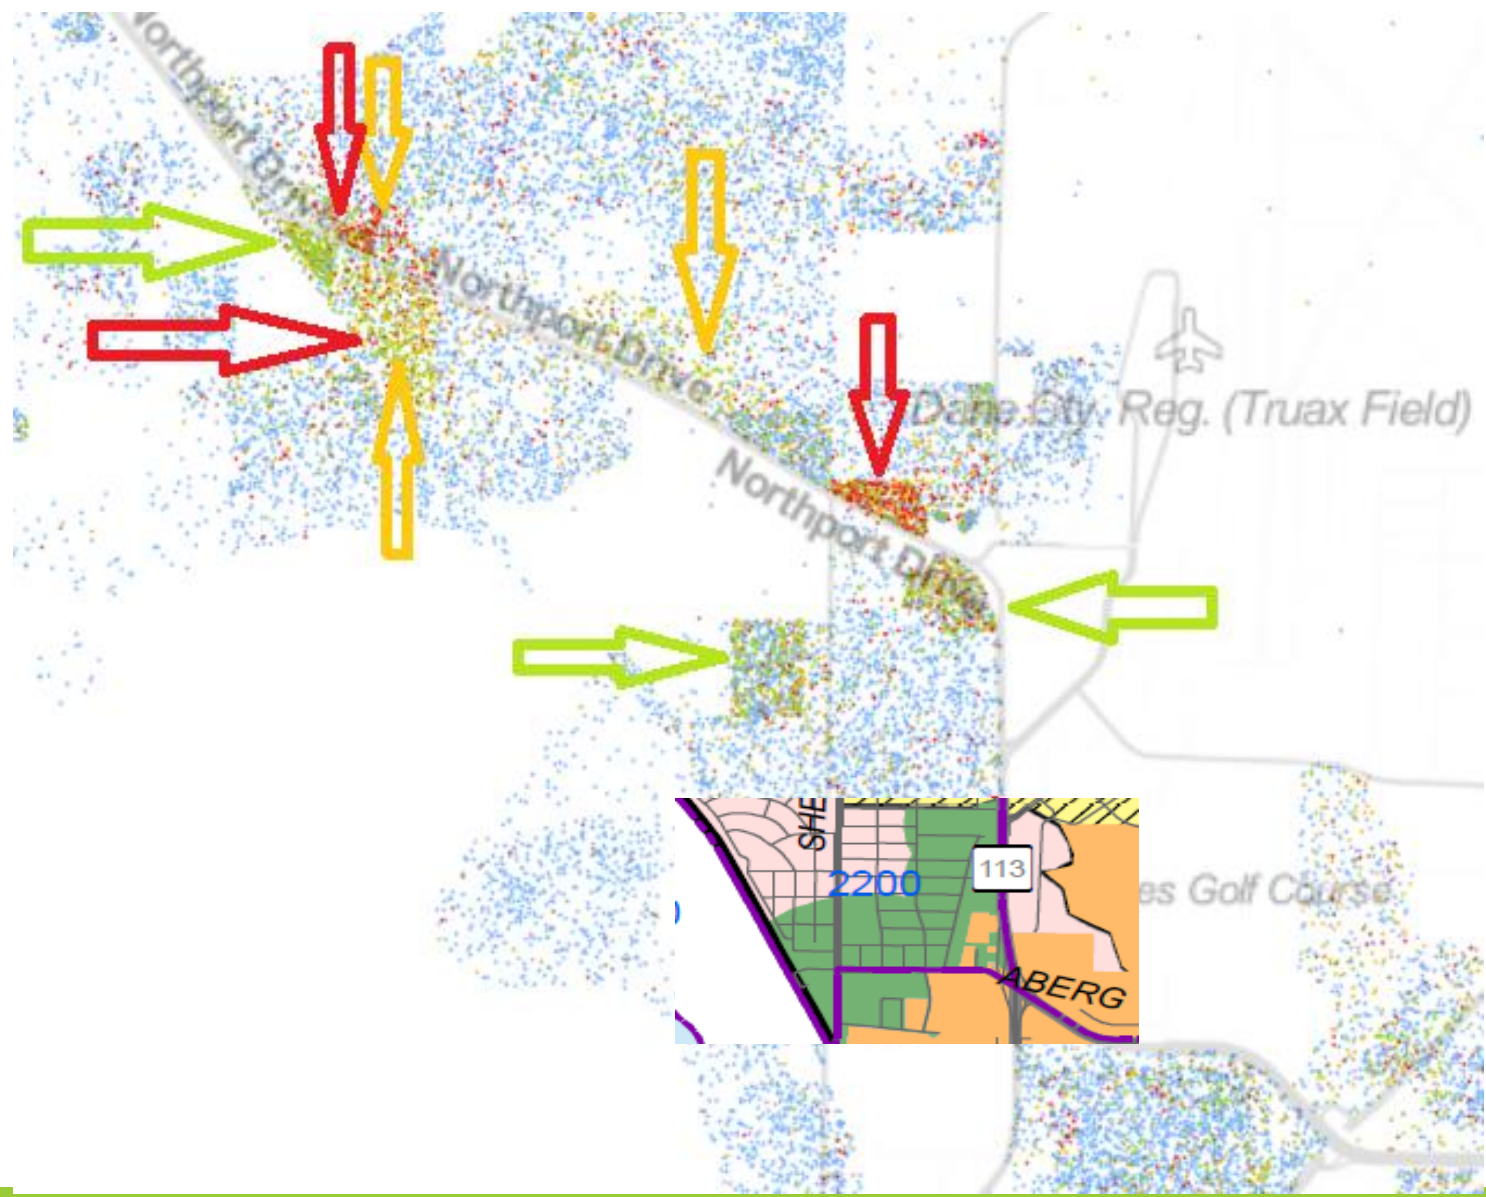 Northport Drive
Northport Drive
Dane Cty. Reg. (Truax Field)
Northport Drive
SHE
2200
113
es Golf Course
ABERG